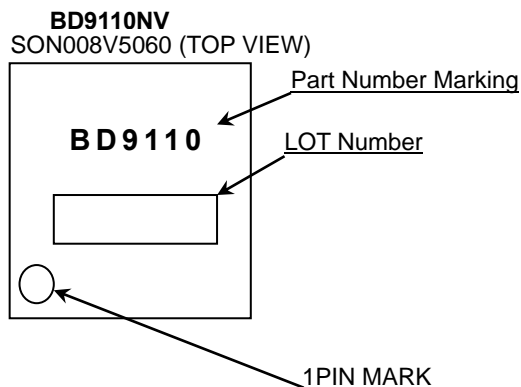 BD9110NV
SON008V5060 (TOP VIEW)
Part Number Marking
BD9110
LOT Number
1PIN MARK